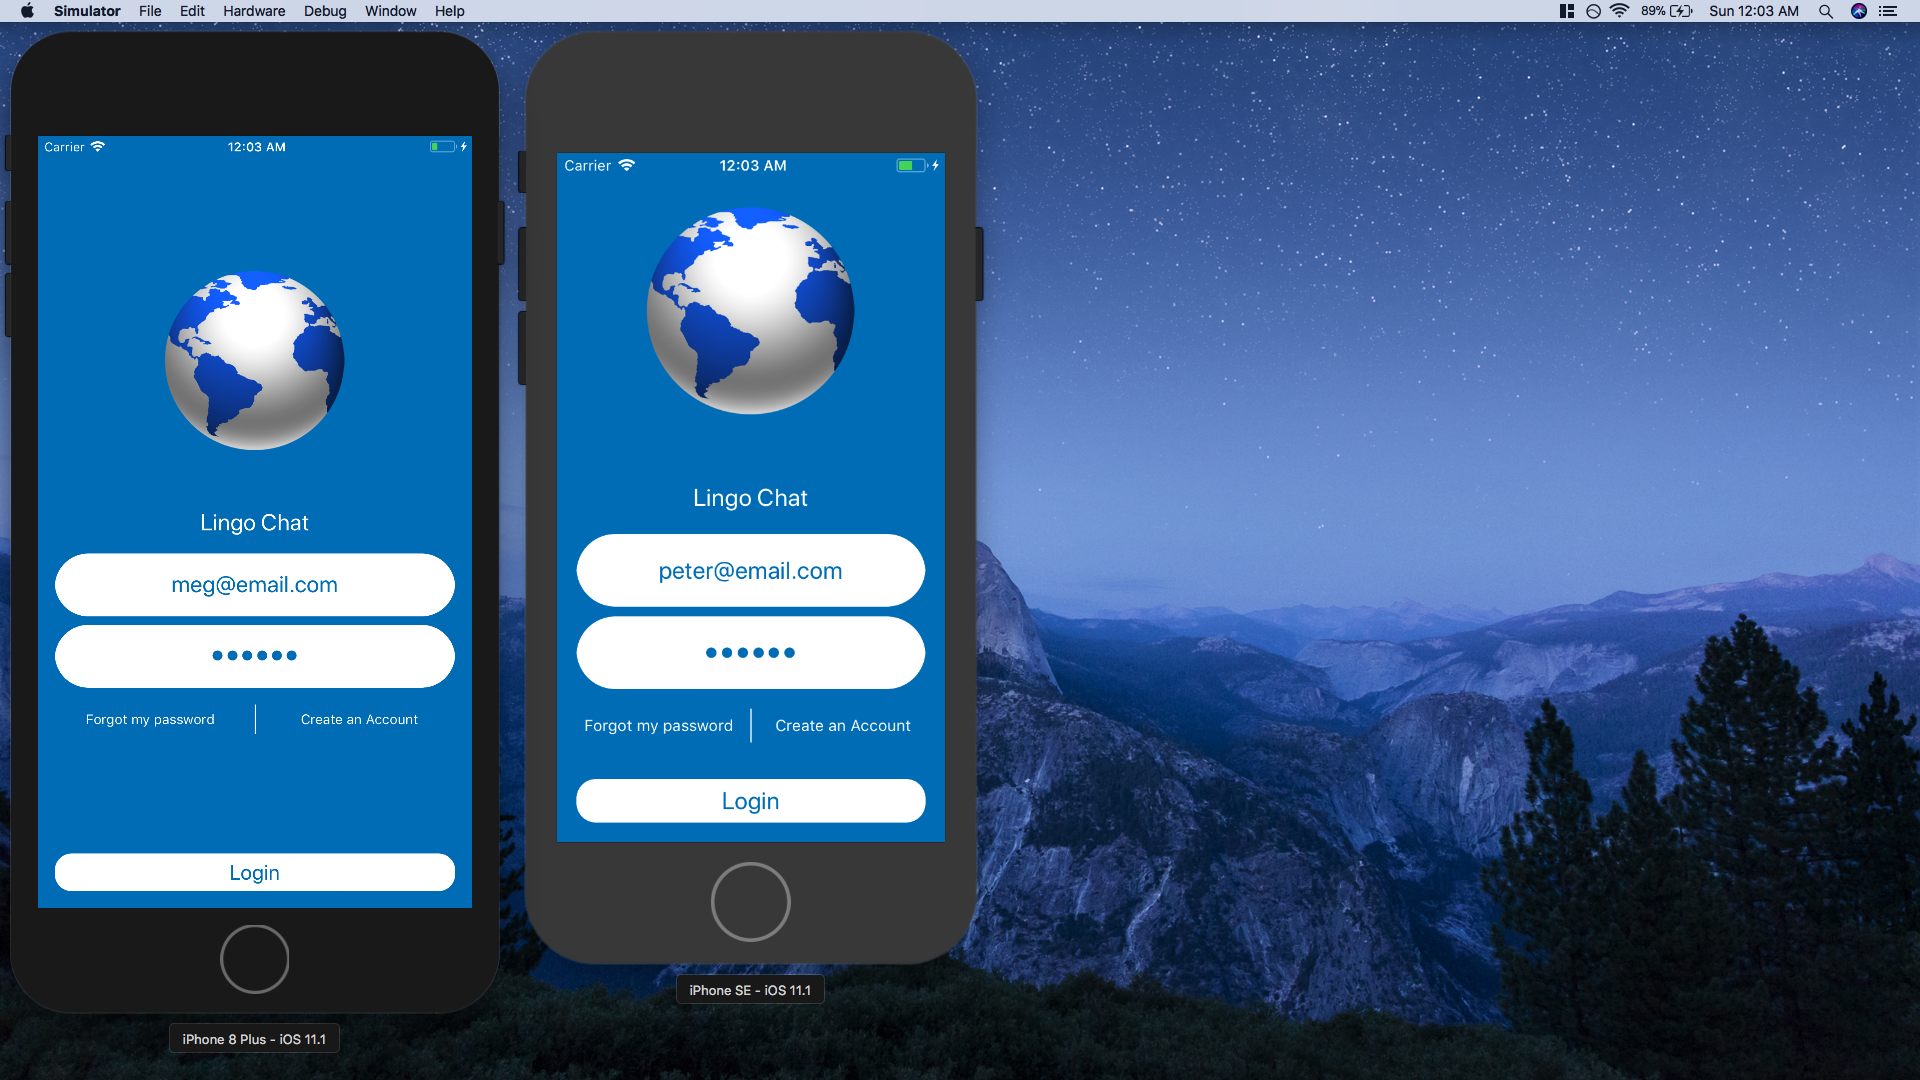 Simulator File Edit Hardware Debug Window Help 89% Sun 12:03 AM
Carrier 12:03 AM
Lingo Chat
meg@email.com
••••••
Forgot my password Create an Account
Login
iPhone 8 Plus - iOS 11.1
Carrier 12:03 AM
Lingo Chat
peter@email.com
••••••
Forgot my password Create an Account
Login
iPhone SE - iOS 11.1